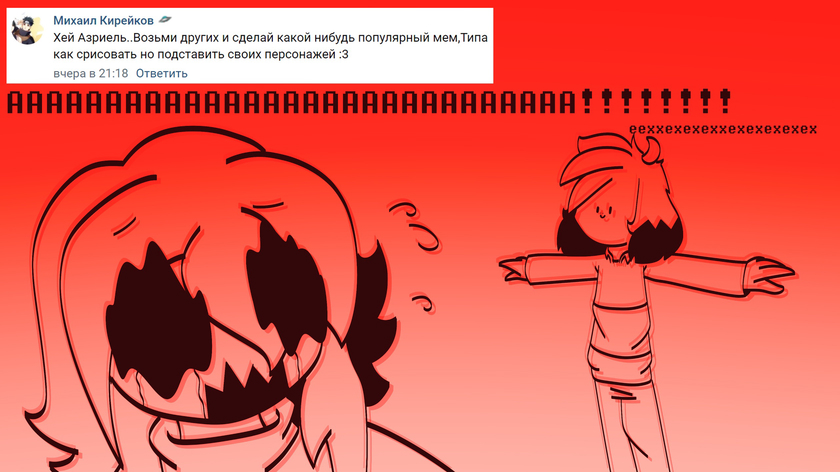 Михаил Кирейков
Хей Азриель..Возьми других и сделай какой нибудь популярный мем,Типа
как срисовать но подставить своих персонажей :3
вчера в 21:18 Ответить
AAAAAAAAAAAAAAAAAAAAAAAAAAAAA!!!!!!!!
eexxexexexxexexexexex